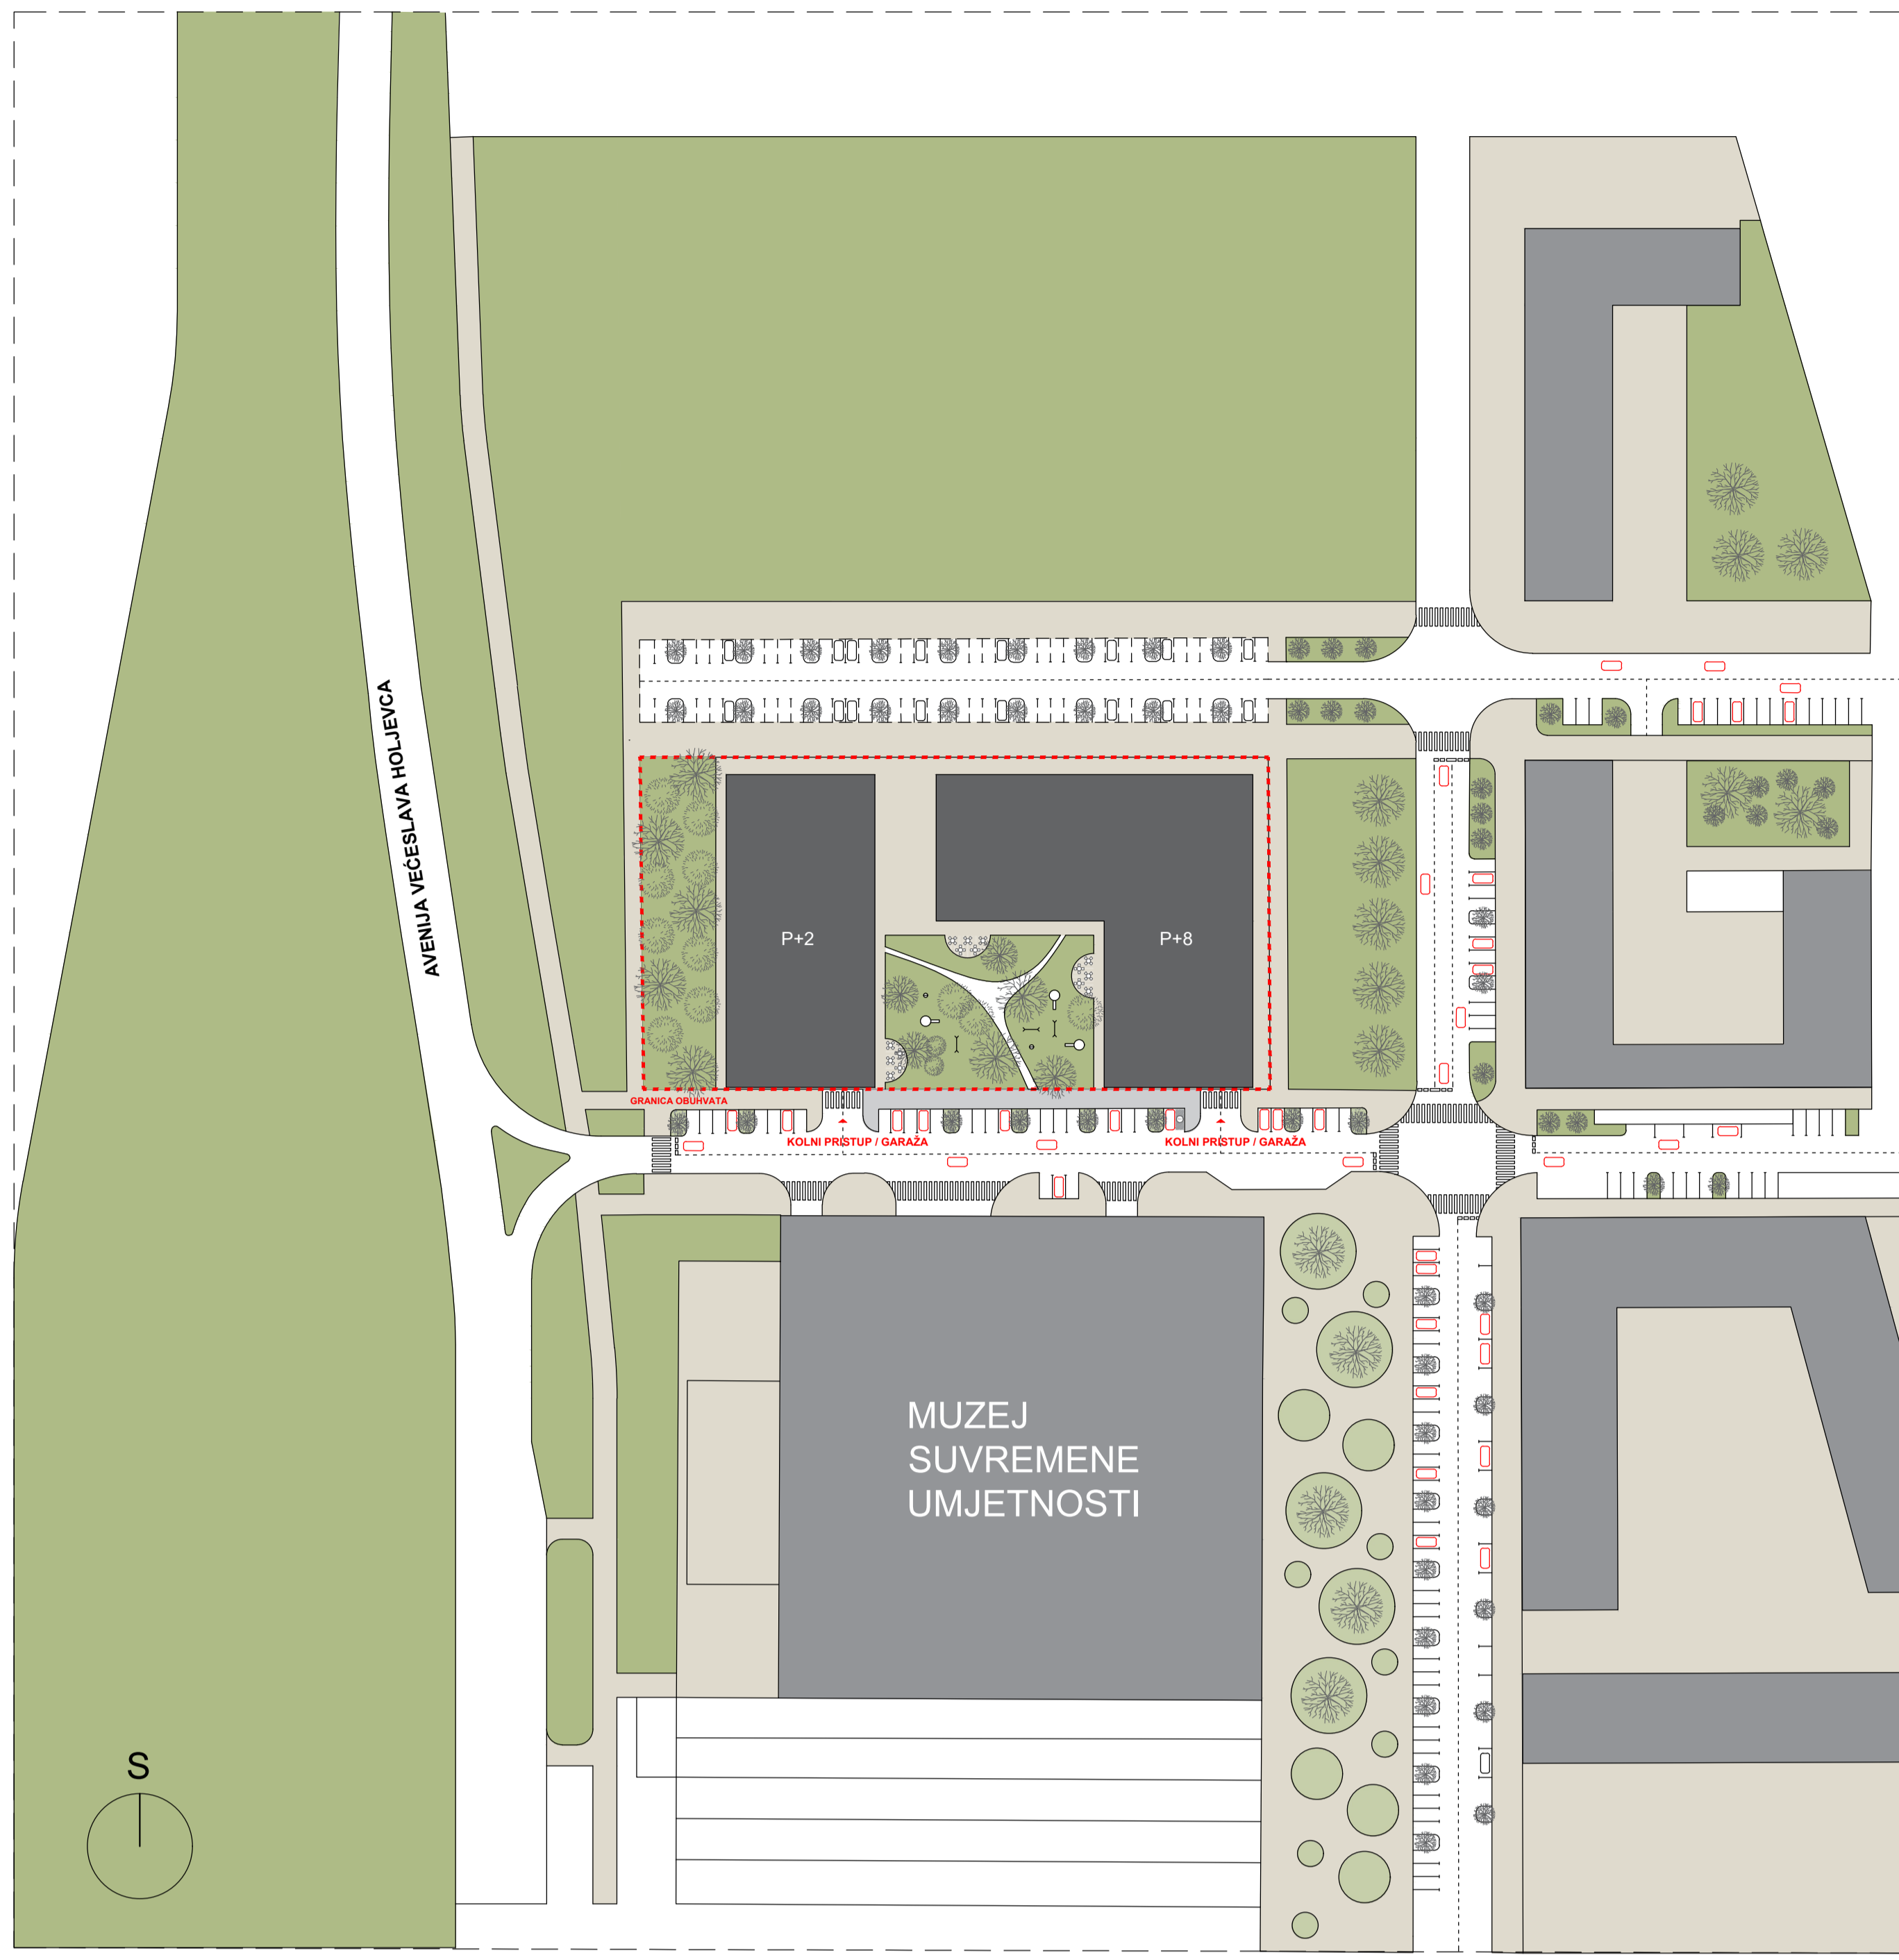 AVENIJA VEĆESLAVA HOLJEVCA
P+2
P+8
GRANICA OBUHVATA
KOLNI PRISTUP / GARAŽA
KOLNI PRISTUP / GARAŽA
MUZEJ
SUVREMENE
UMJETNOSTI
S